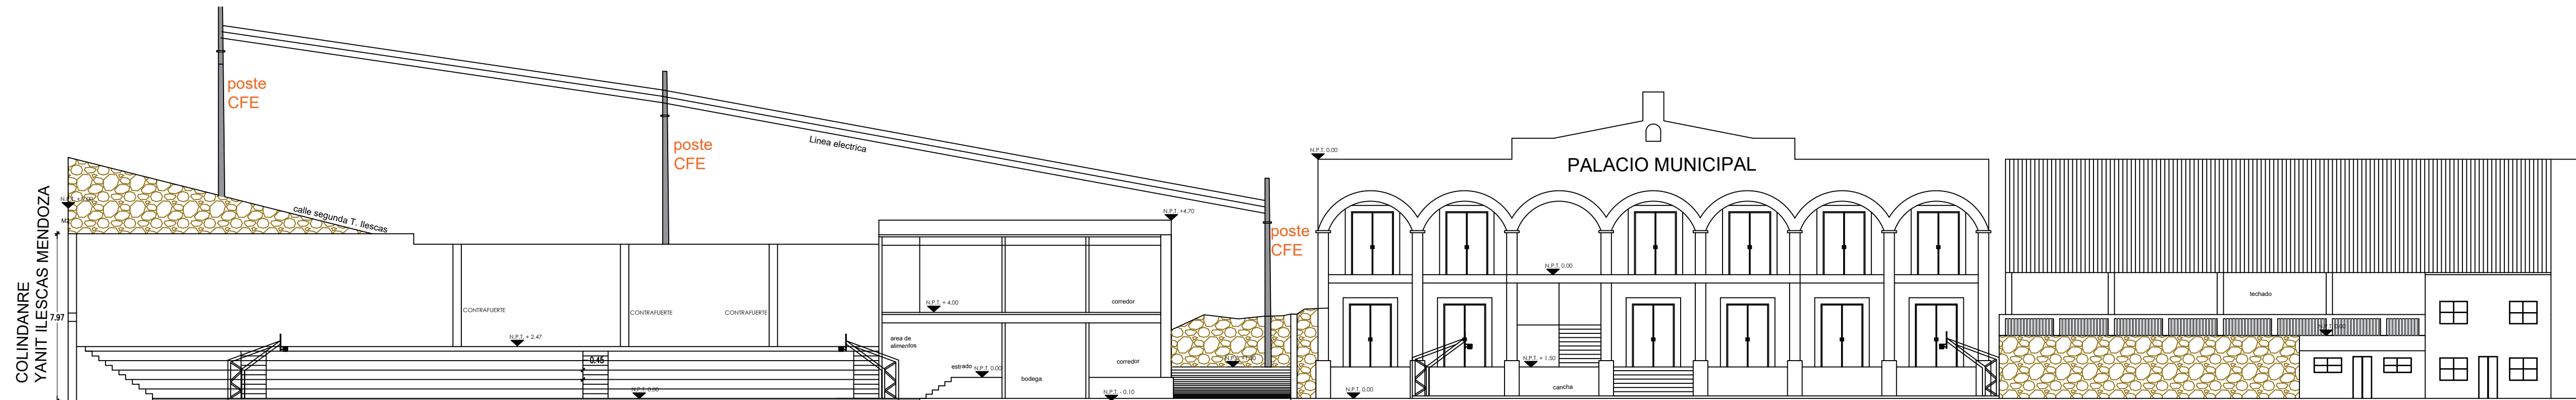 poste
CFE
poste
CFE
Linea electrica
poste
CFE
N.P.T. 0.00
PALACIO MUNICIPAL
COLINDANRE
YANIT ILESCAS MENDOZA
7.97
calle segunda T. Ilescas
N.P.T. +4.70
CONTRAFUERTE
CONTRAFUERTE
CONTRAFUERTE
N.P.T. + 2.47
0.45
N.P.T. 0.00
N.P.T. + 4.00
corredor
area de
alimentos
estrado
N.P.T. 0.00
bodega
corredor
N.P.T. - 0.10
N.P.T. 0.00
N.P.T. + 1.50
cancha
N.P.T. 0.00
techado
N.P.T. 0.00